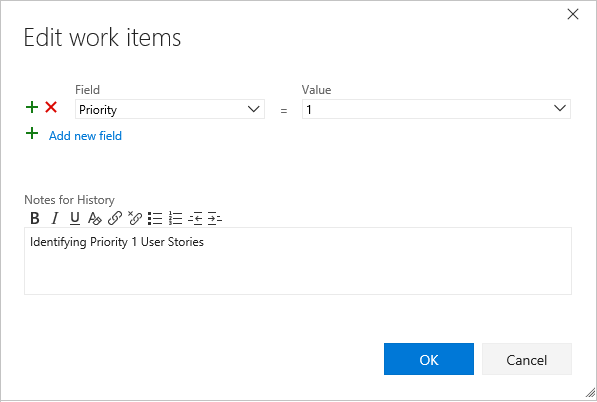 Edit work items
Field Value
Priority = 1
Add new field
Notes for History
B I U
Identifying Priority 1 User Stories
OK Cancel